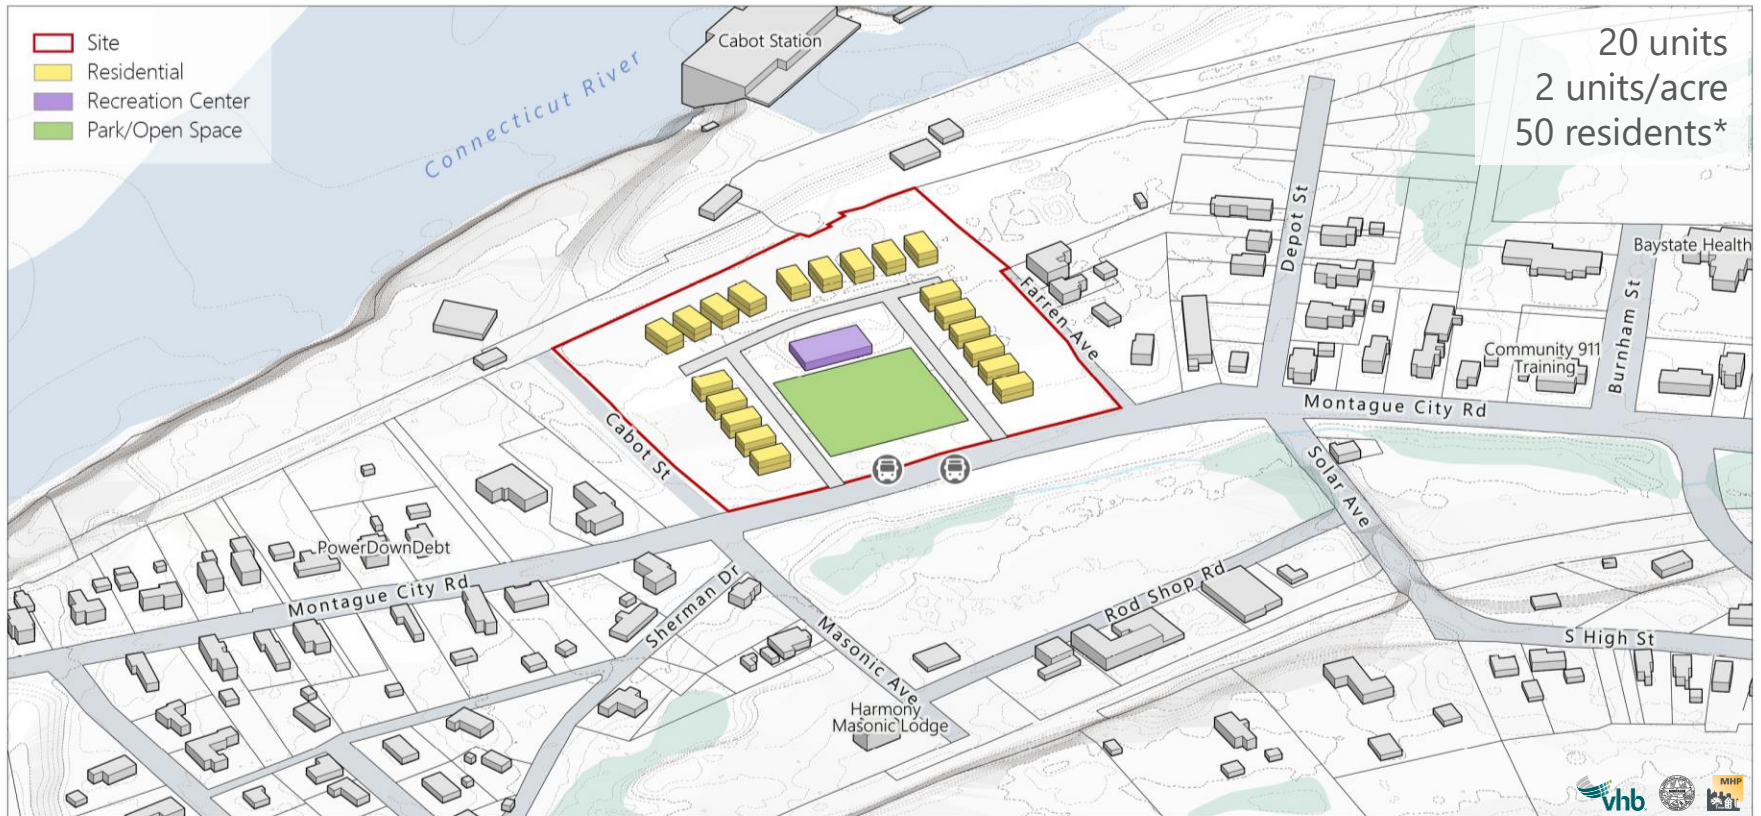 Site
Residential
Recreation Center
Park/Open Space
Connecticut River
Cabot Station
20 units
2 units/acre
50 residents*
Depot St
Farren Ave
Baystate Health
Burnham St
Community 911
Training
Montague City Rd
Cabot St
Solar Ave
PowerDownDebt
Montague City Rd
Sherman Dr
Masonic Ave
Rod Shop Rd
S High St
Harmony
Masonic Lodge
vhb
MHP